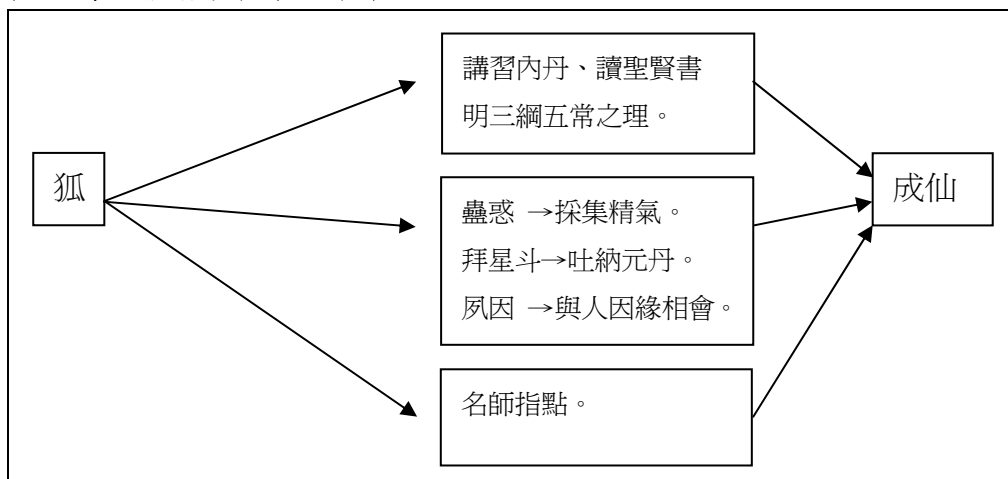 講習內丹、讀聖賢書
明三綱五常之理。
狐
成仙
蠱惑 →採集精氣。
拜星斗→吐納元丹。
夙因 →與人因緣相會。
名師指點。